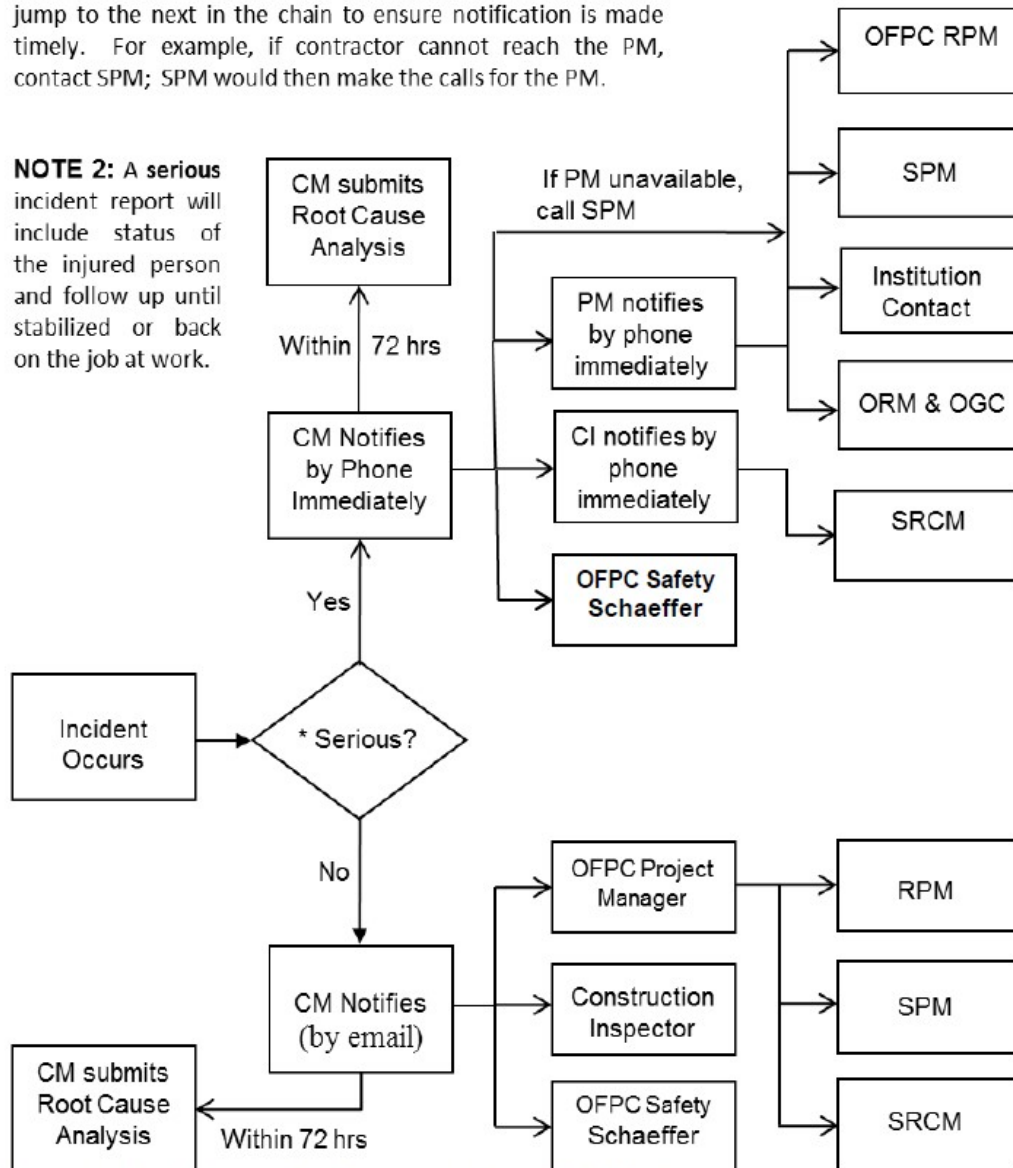 jump to the next in the chain to ensure notification is made
timely. For example, if contractor cannot reach the PM,
contact SPM; SPM would then make the calls for the PM.
NOTE 2: A serious
incident report will
include status of
the injured person
and follow up until
stabilized or back
on the job at work.
CM submits
Root Cause
Analysis
Within 72 hrs
CM Notifies
by Phone
Immediately
Yes
If PM unavailable,
call SPM
PM notifies
by phone
immediately
CI notifies by
phone
immediately
OFPC Safety
Schaeffer
OFPC RPM
SPM
Institution
Contact
ORM & OGC
SRCM
Incident
Occurs
* Serious?
No
CM Notifies
(by email)
CM submits
Root Cause
Analysis
Within 72 hrs
OFPC Project
Manager
Construction
Inspector
OFPC Safety
Schaeffer
RPM
SPM
SRCM